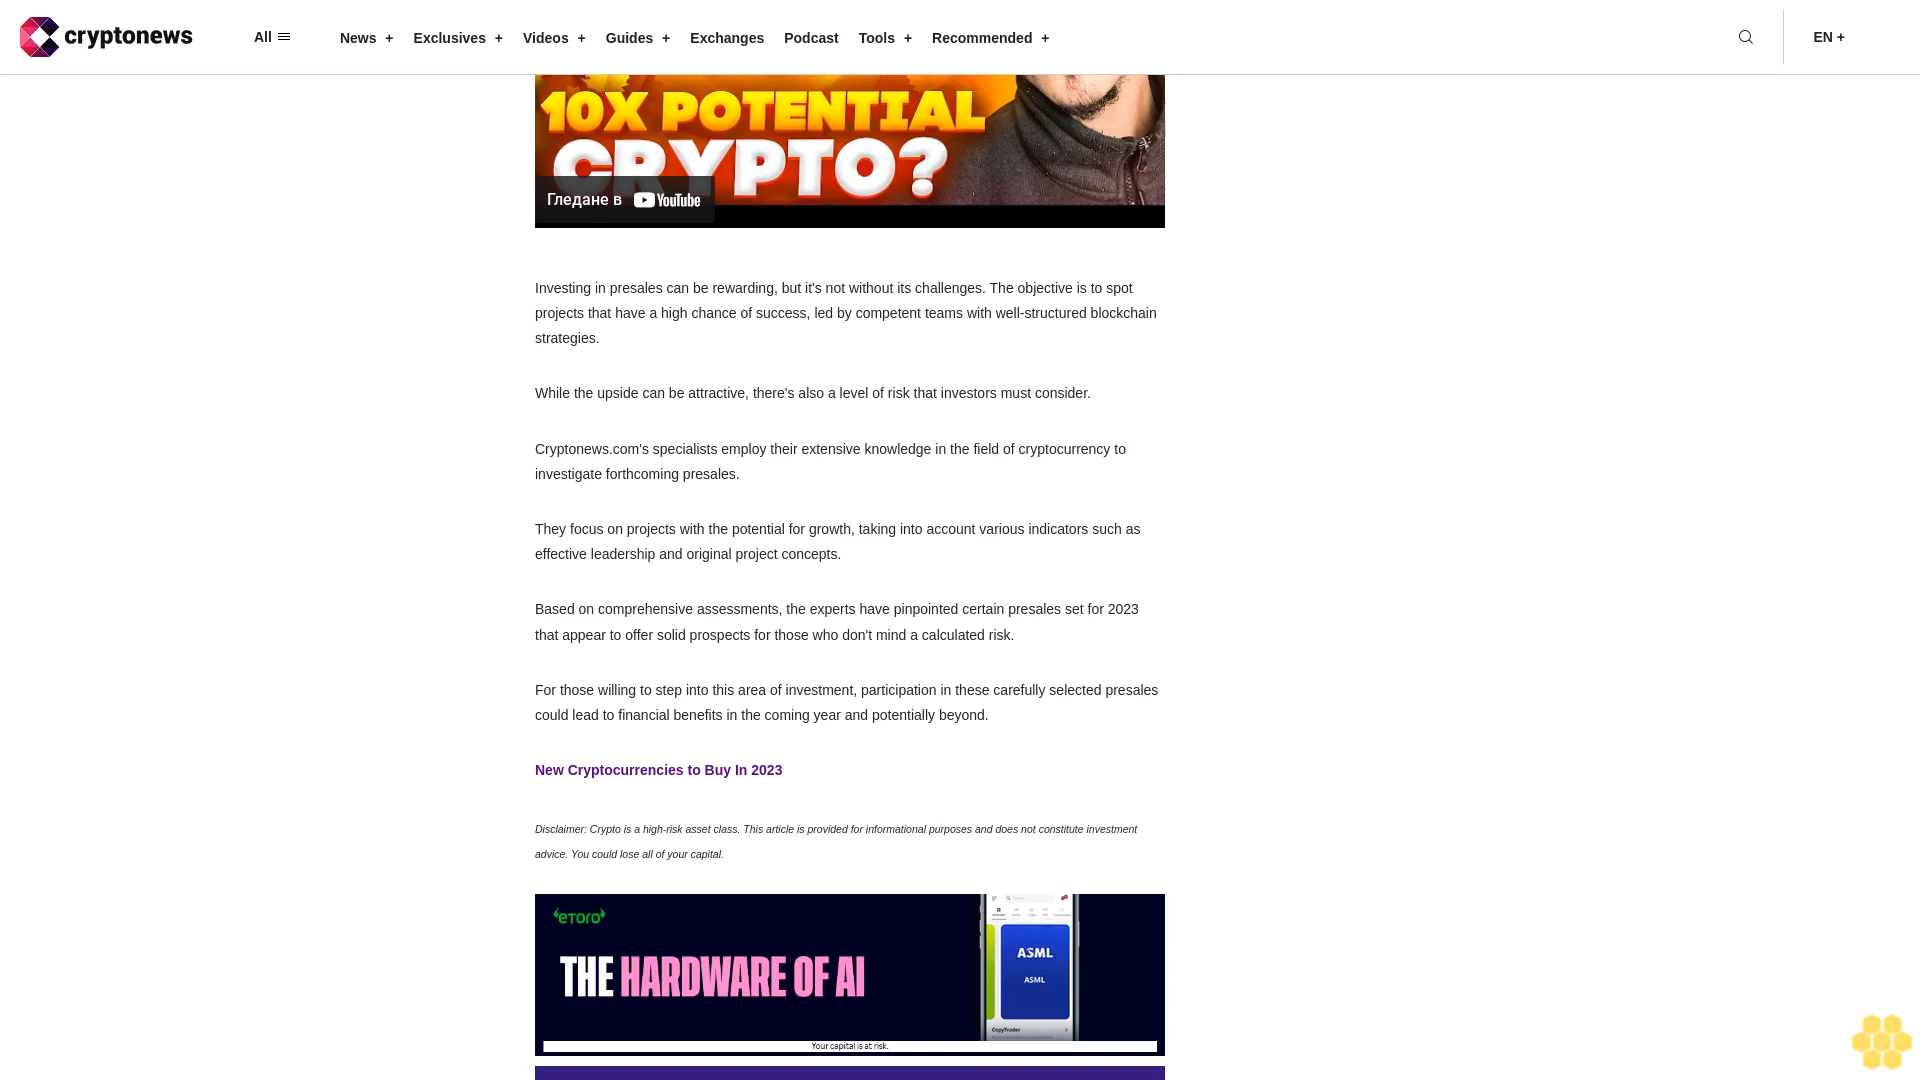 cryptonews
All
News +
Exclusives +
Videos +
Guides +
Exchanges
Podcast
Tools +
Recommended +
EN +
10X POTENTIAL
CRYPTO?
Гледане в YouTube
Investing in presales can be rewarding, but it's not without its challenges. The objective is to spot
projects that have a high chance of success, led by competent teams with well-structured blockchain
strategies.
While the upside can be attractive, there's also a level of risk that investors must consider.
Cryptonews.com's specialists employ their extensive knowledge in the field of cryptocurrency to
investigate forthcoming presales.
They focus on projects with the potential for growth, taking into account various indicators such as
effective leadership and original project concepts.
Based on comprehensive assessments, the experts have pinpointed certain presales set for 2023
that appear to offer solid prospects for those who don't mind a calculated risk.
For those willing to step into this area of investment, participation in these carefully selected presales
could lead to financial benefits in the coming year and potentially beyond.
New Cryptocurrencies to Buy In 2023
Disclaimer: Crypto is a high-risk asset class. This article is provided for informational purposes and does not constitute investment
advice. You could lose all of your capital.
eToro
THE HARDWARE OF AI
ASML
ASML
CopyTrader
Your capital is at risk.